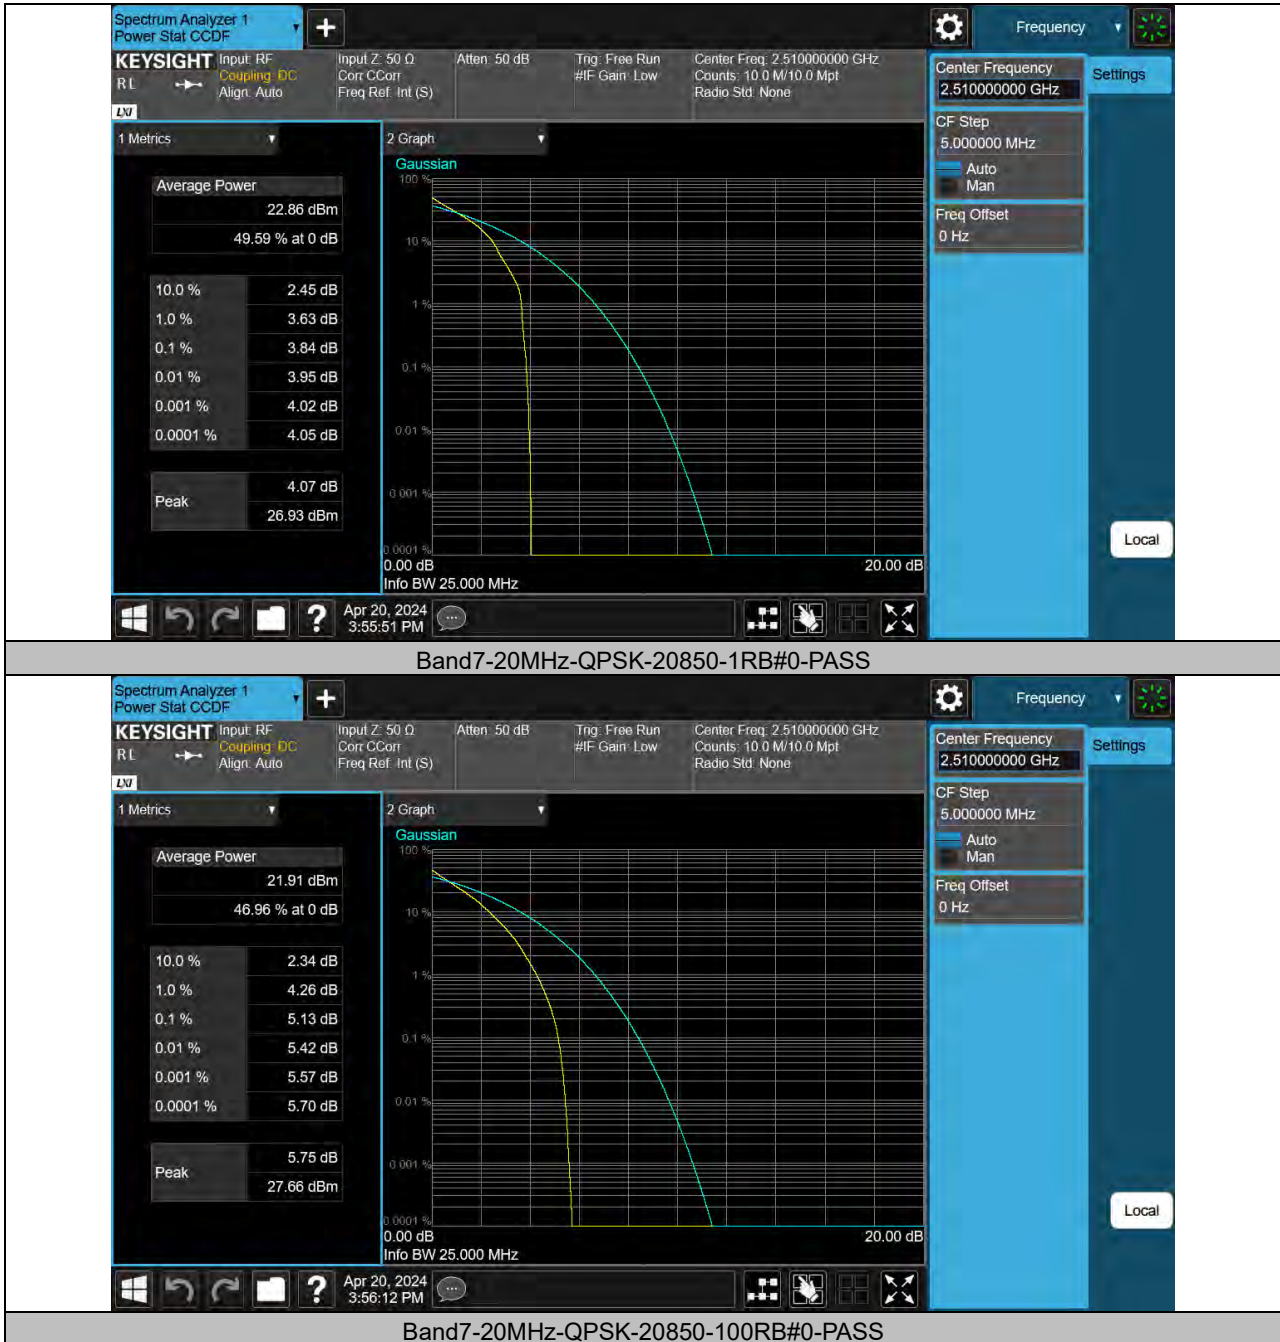 Spectrum Analyzer 1
Power Stat CCDF
Frequency
KEYSIGHT
RL
LXI
Input: RF
Coupling: DC
Align: Auto
Input Z: 50 Ω
Corr CCorr
Freq Ref: Int (S)
Atten: 50 dB
Trig: Free Run
#IF Gain: Low
Center Freq: 2.510000000 GHz
Counts: 10.0 M/10.0 Mpt
Radio Std: None
Center Frequency
2.510000000 GHz
Settings
CF Step
5.000000 MHz
Auto
Man
Freq Offset
0 Hz
Local
1 Metrics
Average Power
22.86 dBm
49.59 % at 0 dB
10.0 % 2.45 dB
1.0 % 3.63 dB
0.1 % 3.84 dB
0.01 % 3.95 dB
0.001 % 4.02 dB
0.0001 % 4.05 dB
Peak
4.07 dB
26.93 dBm
2 Graph
Gaussian
100 %
10 %
1 %
0.1 %
0.01 %
0.001 %
0.0001 %
0.00 dB 20.00 dB
Info BW 25.000 MHz
?
Apr 20, 2024
3:55:51 PM
Band7-20MHz-QPSK-20850-1RB#0-PASS
Spectrum Analyzer 1
Power Stat CCDF
Frequency
KEYSIGHT
RL
LXI
Input: RF
Coupling: DC
Align: Auto
Input Z: 50 Ω
Corr CCorr
Freq Ref: Int (S)
Atten: 50 dB
Trig: Free Run
#IF Gain: Low
Center Freq: 2.510000000 GHz
Counts: 10.0 M/10.0 Mpt
Radio Std: None
Center Frequency
2.510000000 GHz
Settings
CF Step
5.000000 MHz
Auto
Man
Freq Offset
0 Hz
Local
1 Metrics
Average Power
21.91 dBm
46.96 % at 0 dB
10.0 % 2.34 dB
1.0 % 4.26 dB
0.1 % 5.13 dB
0.01 % 5.42 dB
0.001 % 5.57 dB
0.0001 % 5.70 dB
Peak
5.75 dB
27.66 dBm
2 Graph
Gaussian
100 %
10 %
1 %
0.1 %
0.01 %
0.001 %
0.0001 %
0.00 dB 20.00 dB
Info BW 25.000 MHz
?
Apr 20, 2024
3:56:12 PM
Band7-20MHz-QPSK-20850-100RB#0-PASS